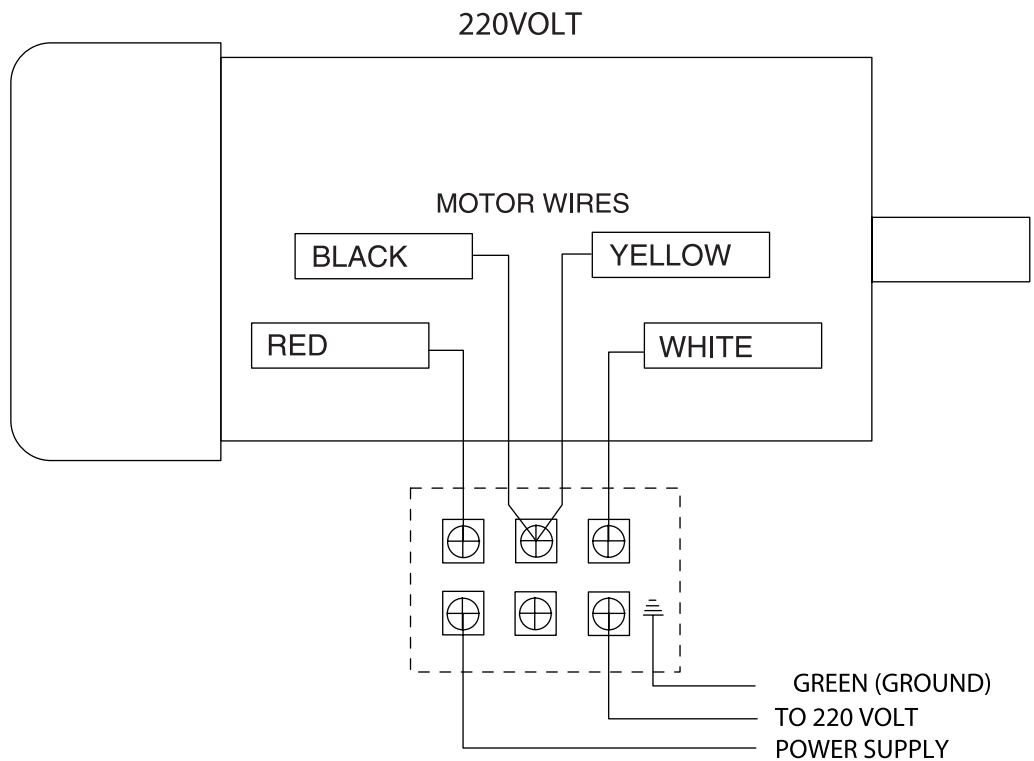 220VOLT
MOTOR WIRES
BLACK
YELLOW
RED
WHITE
GREEN (GROUND)
TO 220 VOLT
POWER SUPPLY